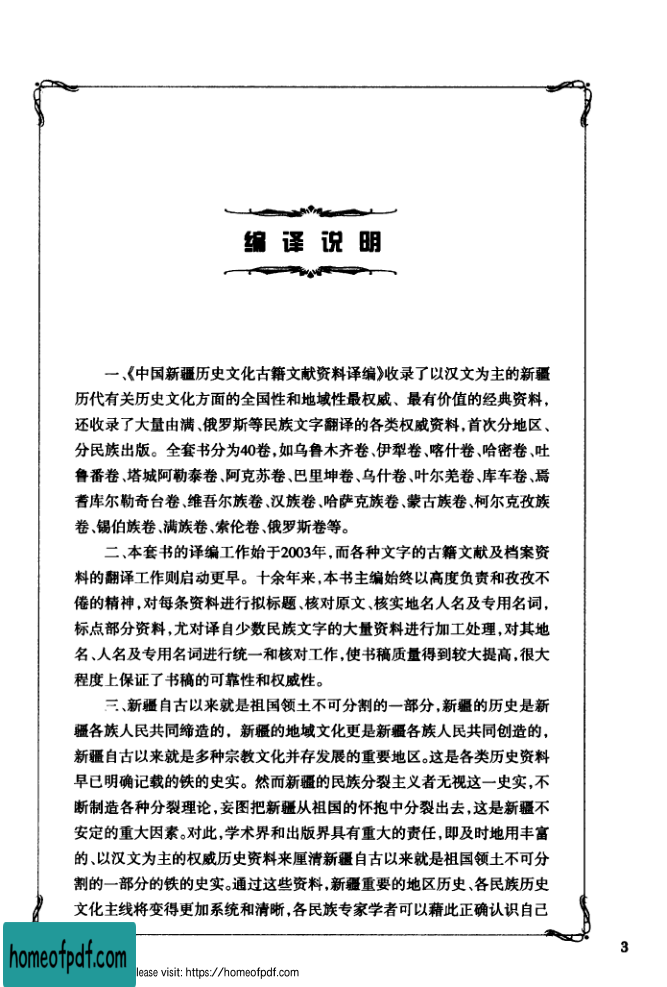 编译说明
一、《中国新疆历史文化古籍文献资料译编》收录了以汉文为主的新疆
历代有关历史文化方面的全国性和地域性最权威、最有价值的经典资料，
还收录了大量由满、俄罗斯等民族文字翻译的各类权威资料，首次分地区、
分民族出版。全套书分为40卷，如乌鲁木齐卷、伊犁卷、喀什卷、哈密卷、吐
鲁番卷、塔城阿勒泰卷、阿克苏卷、巴里坤卷、乌什卷、叶尔羌卷、库车卷、焉
耆库尔勒奇台卷、维吾尔族卷、汉族卷、哈萨克族卷、蒙古族卷、柯尔克孜族
卷、锡伯族卷、满族卷、索伦卷、俄罗斯卷等。
二、本套书的译编工作始于2003年，而各种文字的古籍文献及档案资
料的翻译工作则启动更早。十余年来，本书主编始终以高度负责和孜孜不
倦的精神，对每条资料进行拟标题、核对原文、核实地名人名及专用名词，
标点部分资料，尤对译自少数民族文字的大量资料进行加工处理，对其地
名、人名及专用名词进行统一和核对工作，使书稿质量得到较大提高，很大
程度上保证了书稿的可靠性和权威性。
三、新疆自古以来就是祖国领土不可分割的一部分，新疆的历史是新
疆各族人民共同缔造的，新疆的地域文化更是新疆各族人民共同创造的，
新疆自古以来就是多种宗教文化并存发展的重要地区。这是各类历史资料
早已明确记载的铁的史实。然而新疆的民族分裂主义者无视这一史实，不
断制造各种分裂理论，妄图把新疆从祖国的怀抱中分裂出去，这是新疆不
安定的重大因素。对此，学术界和出版界具有重大的责任，即及时地用丰富
的、以汉文为主的权威历史资料来厘清新疆自古以来就是祖国领土不可分
割的一部分的铁的史实。通过这些资料，新疆重要的地区历史、各民族历史
文化主线将变得更加系统和清晰，各民族专家学者可以藉此正确认识自己
3
homeofpdf.com
lease visit: https://homeofpdf.com